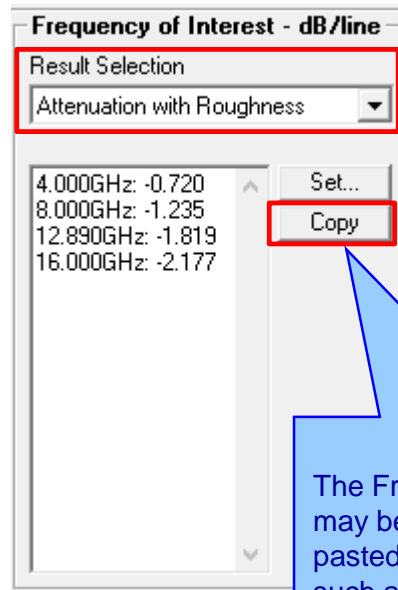 Frequency of Interest - dB/line
Result Selection
Attenuation with Roughness
4.000GHz: -0.720
8.000GHz: -1.235
12.890GHz: -1.819
16.000GHz: -2.177
Set...
Copy
The Fr
may be
pasted
such a